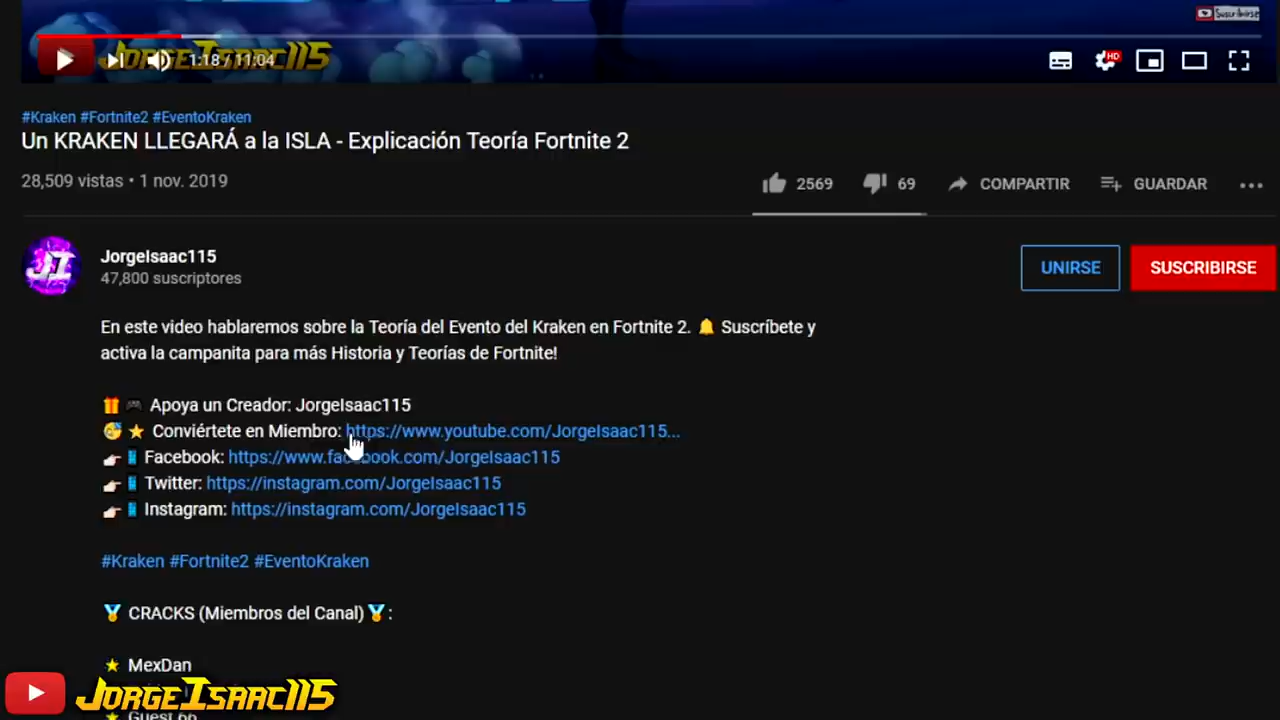 Suscribirse
JORGEISAAC115
1:18 / 11:04
HD
#Kraken #Fortnite2 #EventoKraken
Un KRAKEN LLEGARÁ a la ISLA - Explicación Teoría Fortnite 2
28,509 vistas • 1 nov. 2019
2569 69 COMPARTIR GUARDAR
JI
JorgeIsaac115
47,800 suscriptores
UNIRSE SUSCRIBIRSE
En este video hablaremos sobre la Teoría del Evento del Kraken en Fortnite 2. 🔔 Suscríbete y
activa la campanita para más Historia y Teorías de Fortnite!
Apoya un Creador: JorgeIsaac115
Conviértete en Miembro: https://www.youtube.com/JorgeIsaac115...
Facebook: https://www.facebook.com/JorgeIsaac115
Twitter: https://instagram.com/JorgeIsaac115
Instagram: https://instagram.com/JorgeIsaac115
#Kraken #Fortnite2 #EventoKraken
CRACKS (Miembros del Canal) :
MexDan
JORGEISAAC115
Guest 66